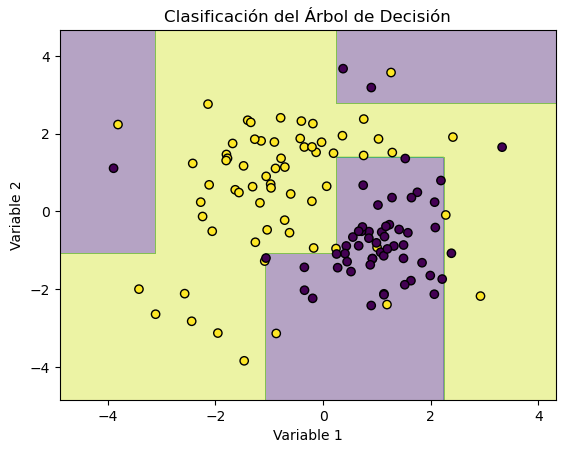 Clasificación del Árbol de Decisión
4
2
0
−2
−4
Variable 2
−4 −2 0 2 4
Variable 1